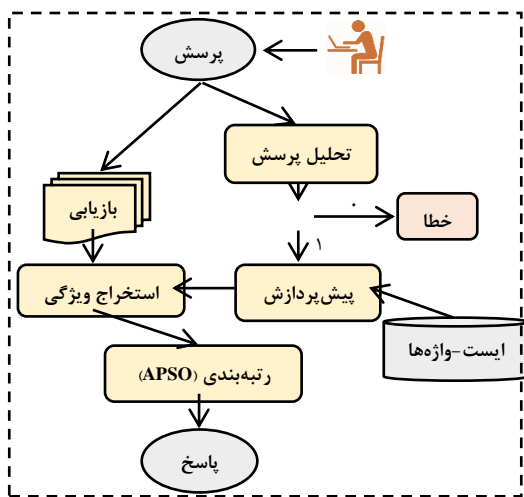 پرسش
تحلیل پرسش
بازیابی
۰
خطا
۱
استخراج ویژگی
پیش‌پردازش
ایست-واژه‌ها
رتبه‌بندی (APSO)
پاسخ